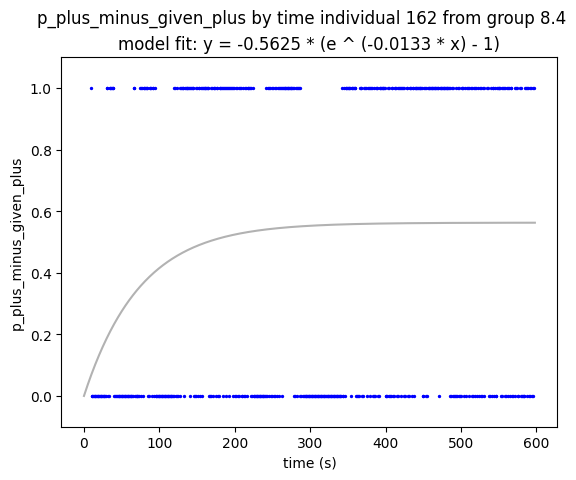 p_plus_minus_given_plus by time individual 162 from group 8.4
model fit: y = -0.5625 * (e ^ (-0.0133 * x) - 1)
1.0
0.8
0.6
0.4
0.2
0.0
p_plus_minus_given_plus
0 100 200 300 400 500 600
time (s)